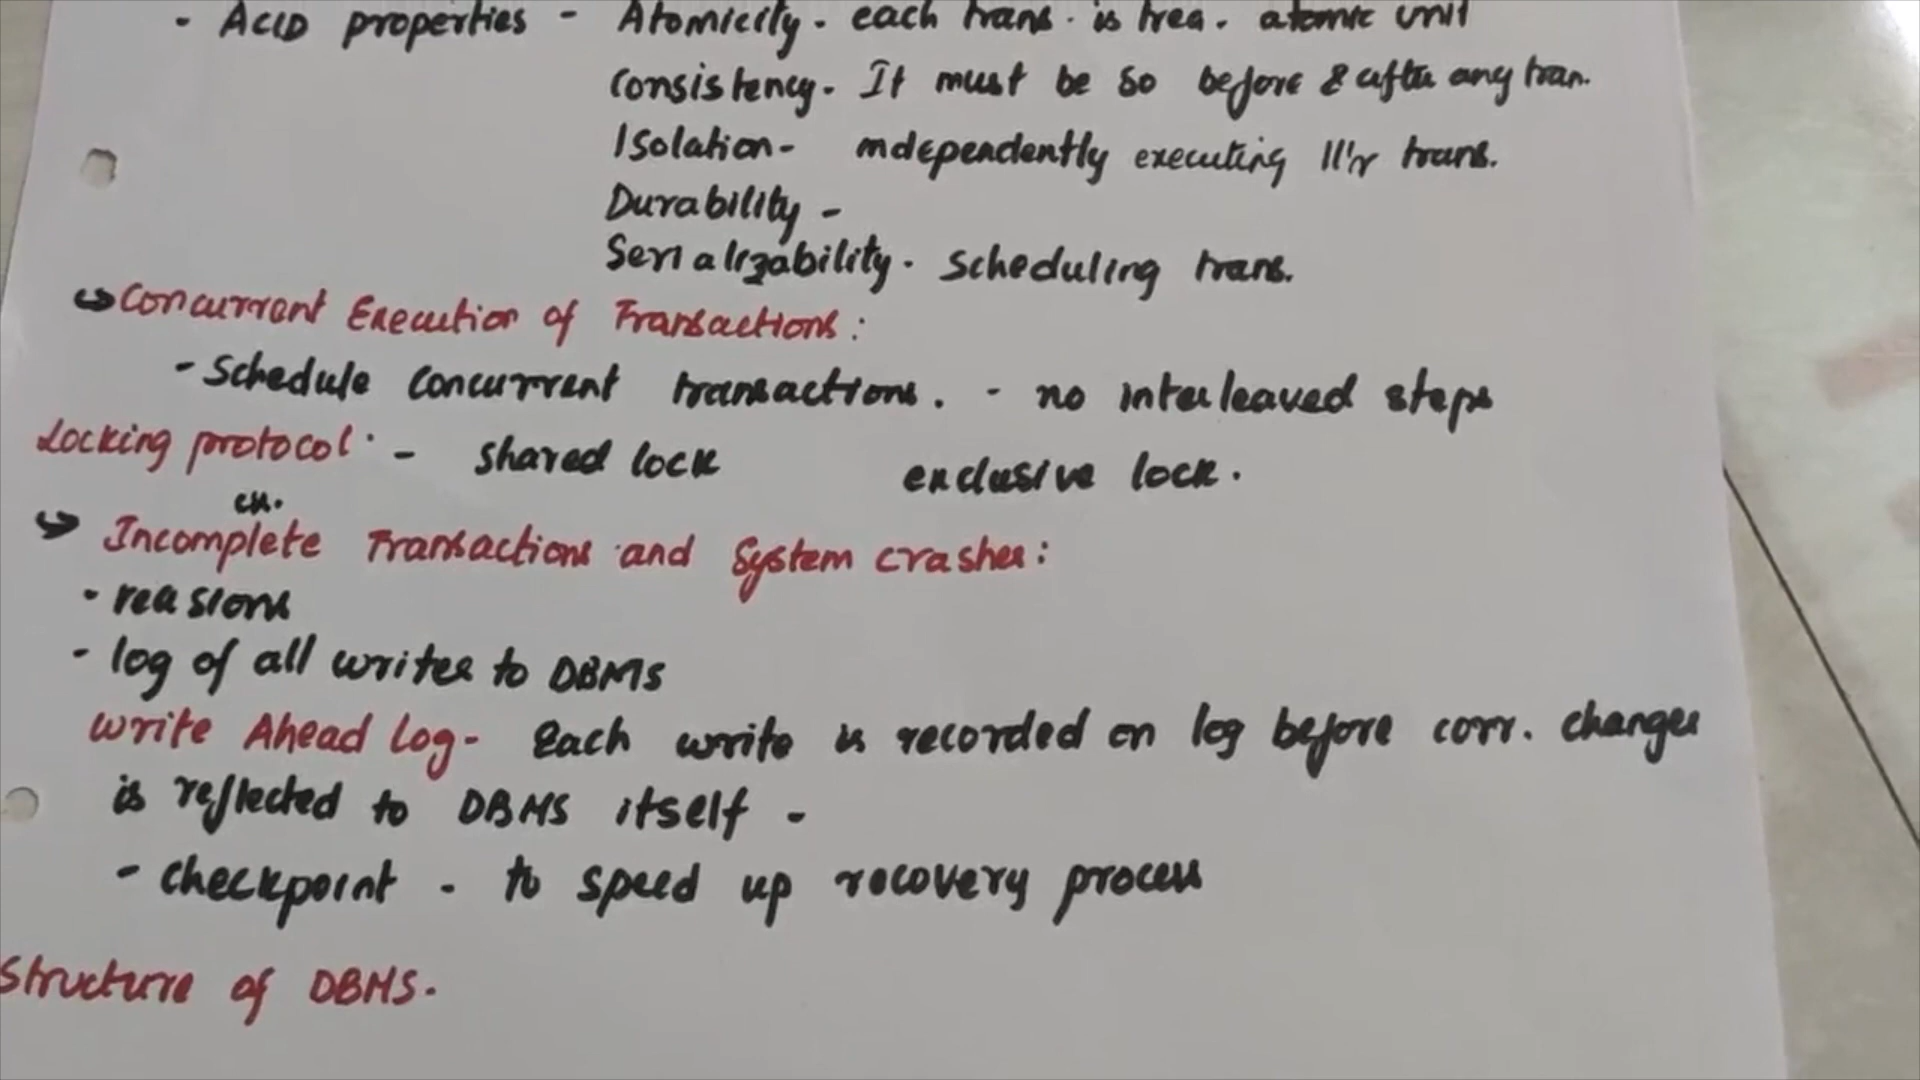 - ACID properties - Atomicity - each trans. is trea. atomic unit
Consistency - It must be so before & after any tran.
Isolation - independently executing ll'r trans.
Durability -
Serializability - Scheduling trans.
↪ Concurrent Execution of Transactions:
- Schedule concurrent transactions. - no interleaved steps
Locking protocol: - shared lock exclusive lock.
ex.
↪ Incomplete Transactions and System crashes:
- reasions
- log of all writes to DBMS
Write Ahead Log - Each write is recorded on log before corr. changes
is reflected to DBMS itself -
- checkpoint - to speed up recovery process
Structure of DBMS.